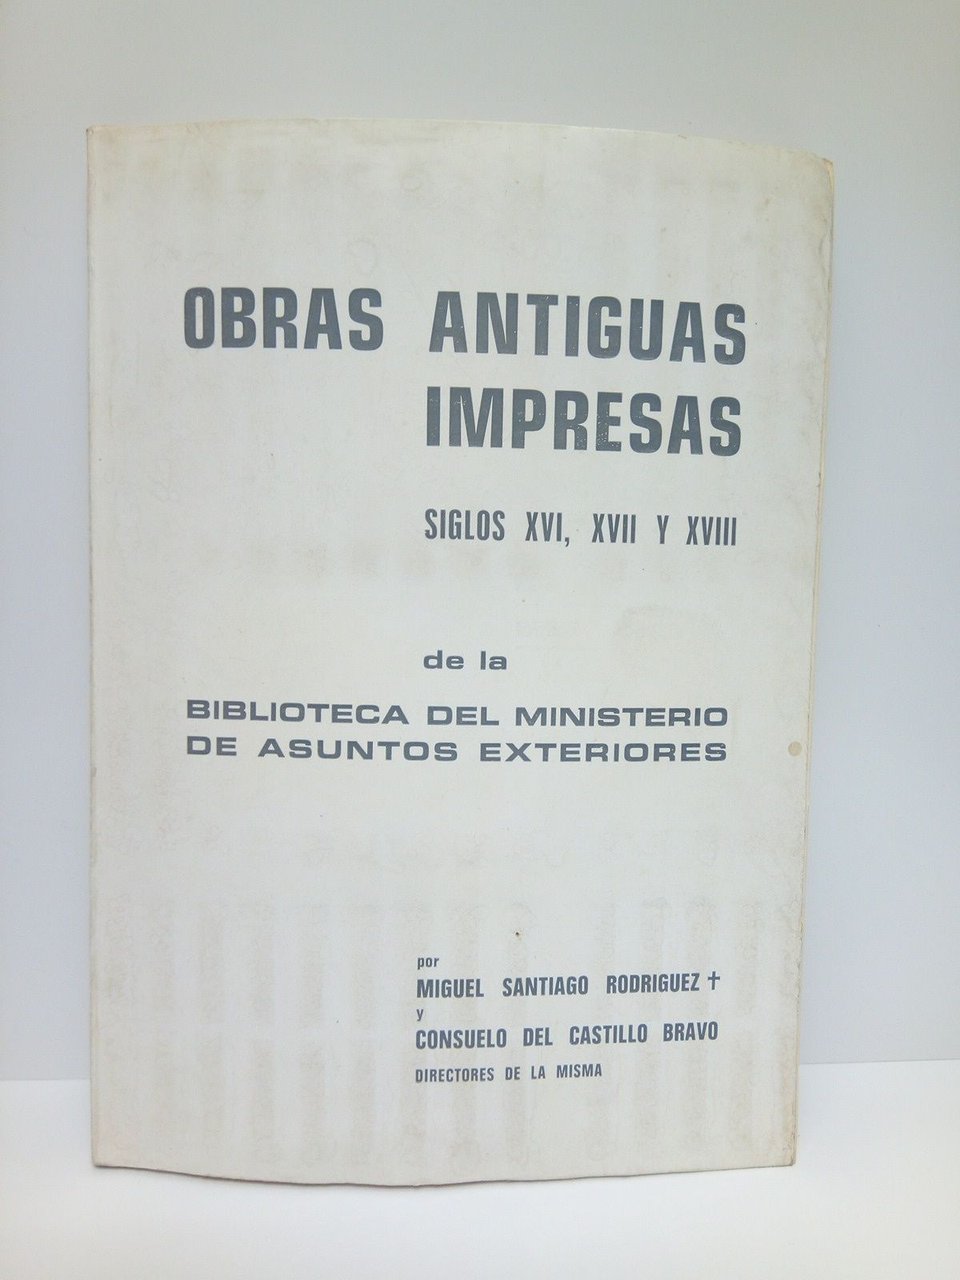 OBRAS ANTIGUAS
IMPRESAS
SIGLOS XVI, XVII Y XVIII
de la
BIBLIOTECA DEL MINISTERIO
DE ASUNTOS EXTERIORES
por
MIGUEL SANTIAGO RODRIGUEZ †
y
CONSUELO DEL CASTILLO BRAVO
DIRECTORES DE LA MISMA